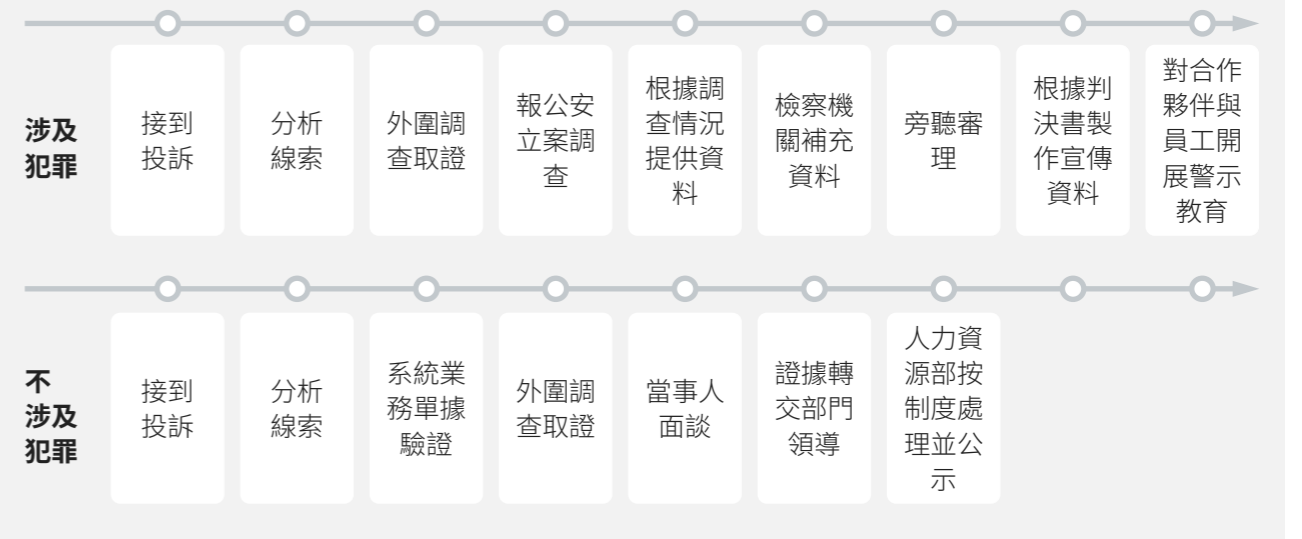 涉及
犯罪
接到
投訴
分析
線索
外圍調
查取證
報公安
立案調
查
根據調
查情況
提供資
料
檢察機
關補充
資料
旁聽審
理
根據判
決書製
作宣傳
資料
對合作
夥伴與
員工開
展警示
教育
不
涉及
犯罪
接到
投訴
分析
線索
系統業
務單據
驗證
外圍調
查取證
當事人
面談
證據轉
交部門
領導
人力資
源部按
制度處
理並公
示